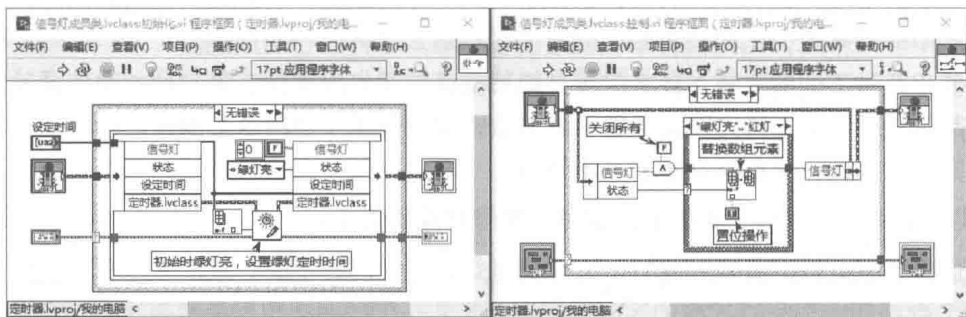 信号灯成员类.lvclass:初始化.vi 程序框图 (定时器.lvproj/我的电...
文件(F) 编辑(E) 查看(V) 项目(P) 操作(O) 工具(T) 窗口(W) 帮助(H)
17pt 应用程序字体
无错误
设定时间
[U32]
信号灯
状态
设定时间
定时器.lvclass
0
F
绿灯亮
信号灯
状态
设定时间
定时器.lvclass
初始时绿灯亮，设置绿灯定时时间
定时器.lvproj/我的电脑
信号灯成员类.lvclass:控制.vi 程序框图 (定时器.lvproj/我的电...
文件(F) 编辑(E) 查看(V) 项目(P) 操作(O) 工具(T) 窗口(W) 帮助(H)
17pt 应用程序字体
无错误
关闭所有
F
"绿灯亮".."红灯
替换数组元素
信号灯
状态
信号灯
置位操作
定时器.lvproj/我的电脑